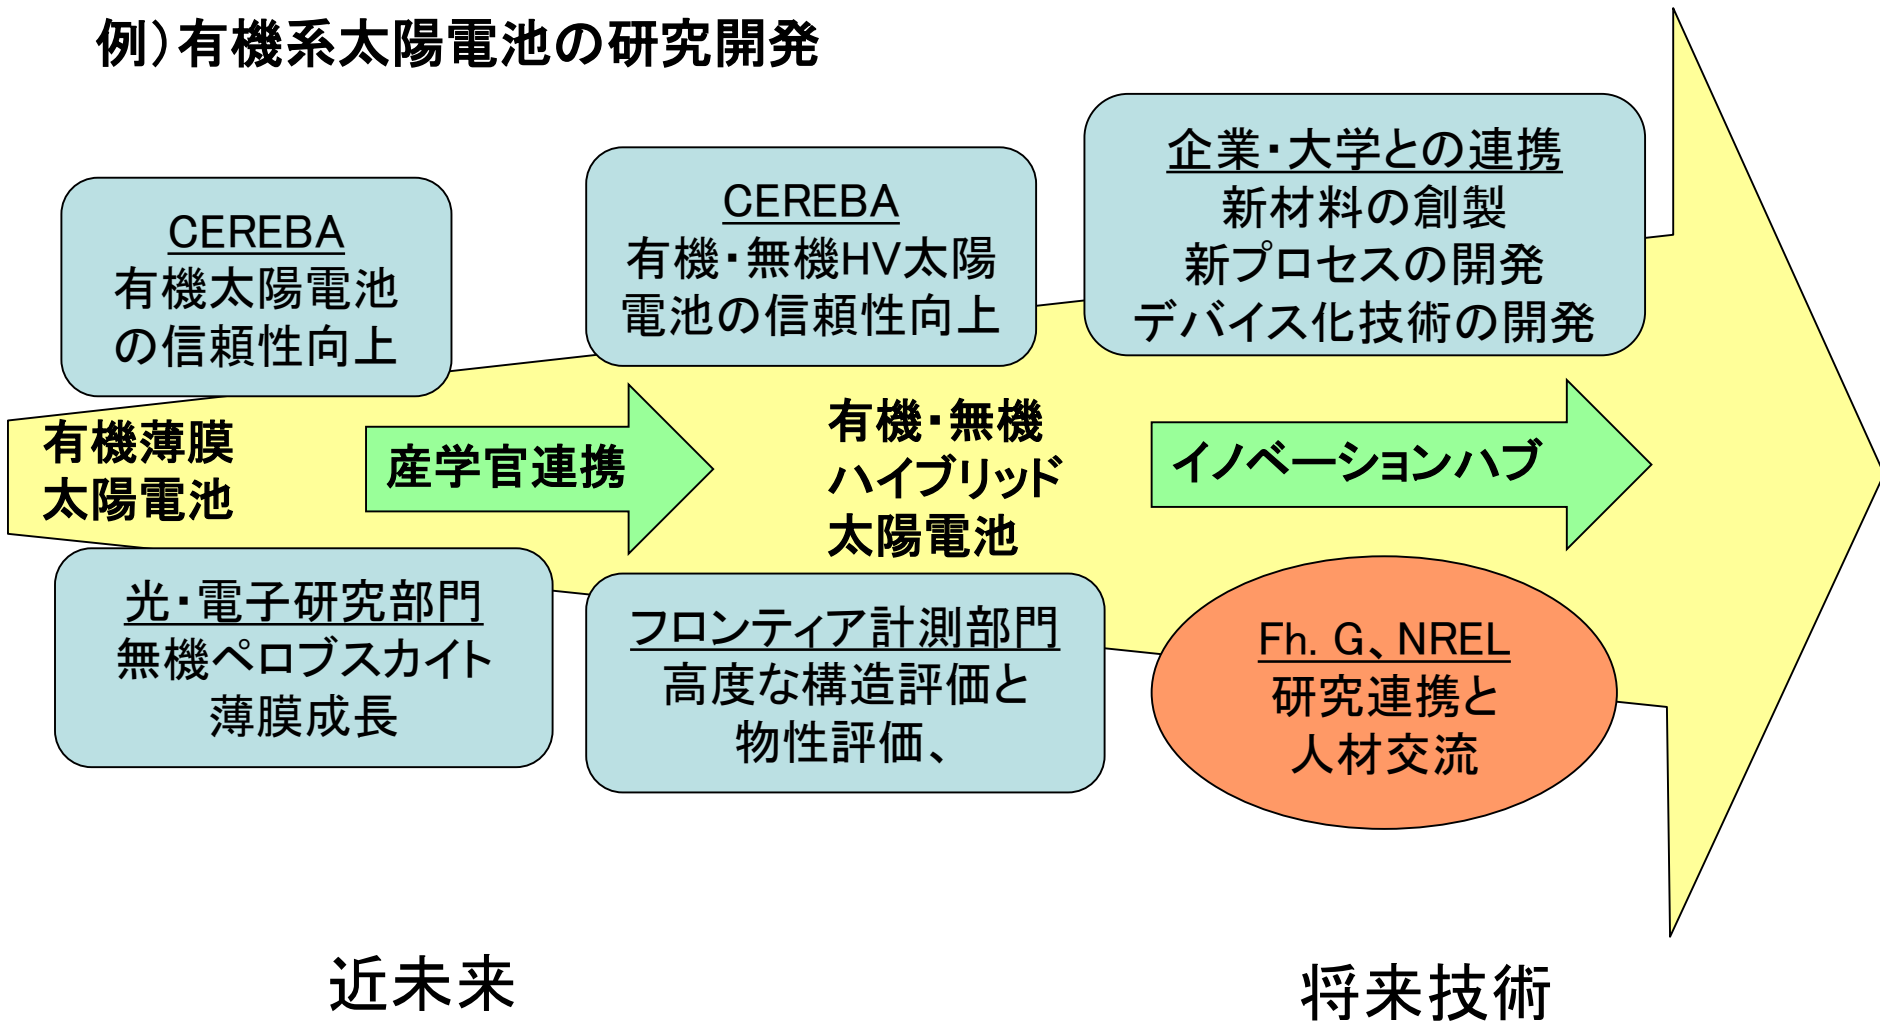 例）有機系太陽電池の研究開発
CEREBA
有機太陽電池
の信頼性向上
CEREBA
有機・無機HV太陽
電池の信頼性向上
企業・大学との連携
新材料の創製
新プロセスの開発
デバイス化技術の開発
有機薄膜
太陽電池
産学官連携
有機・無機
ハイブリッド
太陽電池
イノベーションハブ
光・電子研究部門
無機ペロブスカイト
薄膜成長
フロンティア計測部門
高度な構造評価と
物性評価、
Fh. G、NREL
研究連携と
人材交流
近未来
将来技術